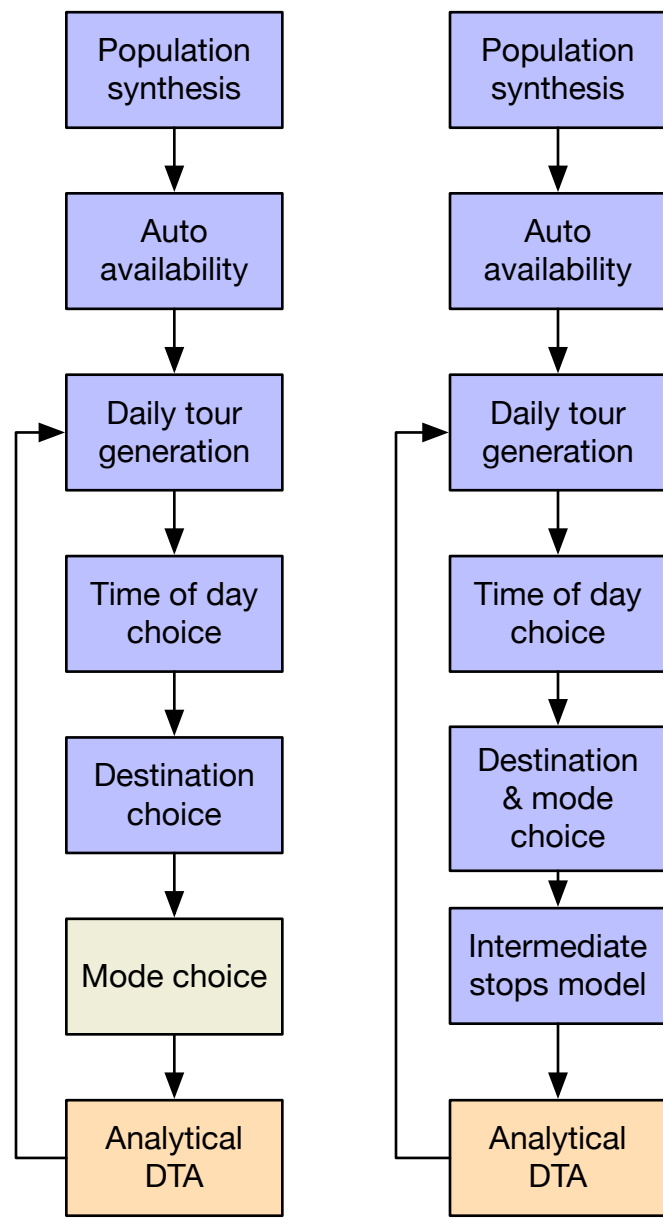 Population
synthesis
Auto
availability
Daily tour
generation
Time of day
choice
Destination
choice
Mode choice
Analytical
DTA
Population
synthesis
Auto
availability
Daily tour
generation
Time of day
choice
Destination
& mode
choice
Intermediate
stops model
Analytical
DTA